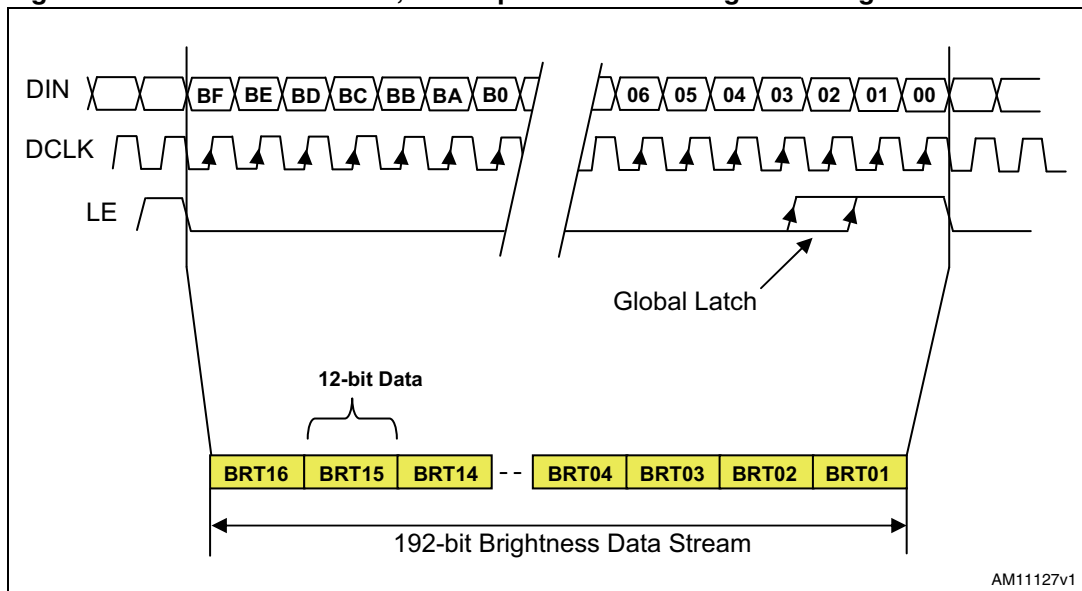 DIN BF BE BD BC BB BA B0 06 05 04 03 02 01 00
DCLK
LE
Global Latch
12-bit Data
BRT16 BRT15 BRT14 -- BRT04 BRT03 BRT02 BRT01
192-bit Brightness Data Stream
AM11127v1